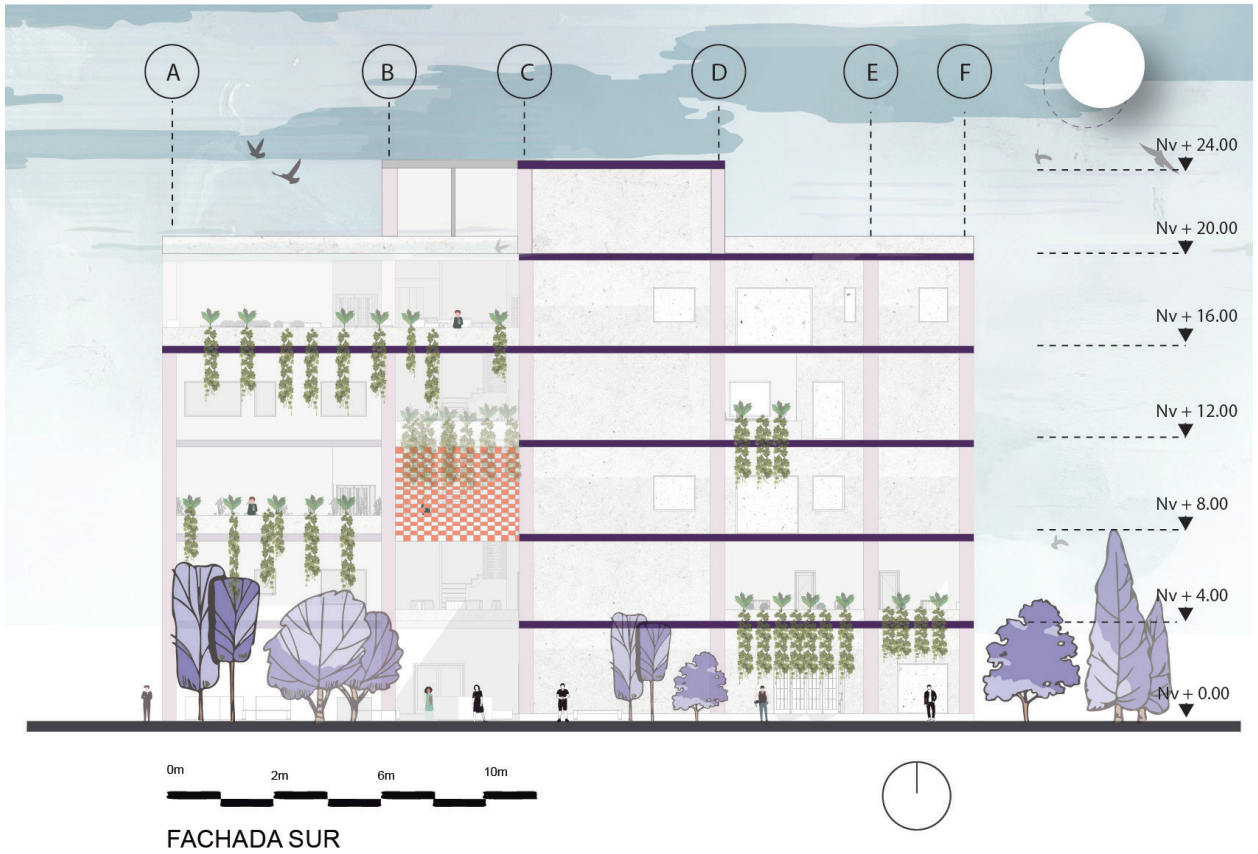 A B C D E F
Nv + 24.00
Nv + 20.00
Nv + 16.00
Nv + 12.00
Nv + 8.00
Nv + 4.00
Nv + 0.00
0m 2m 6m 10m
FACHADA SUR